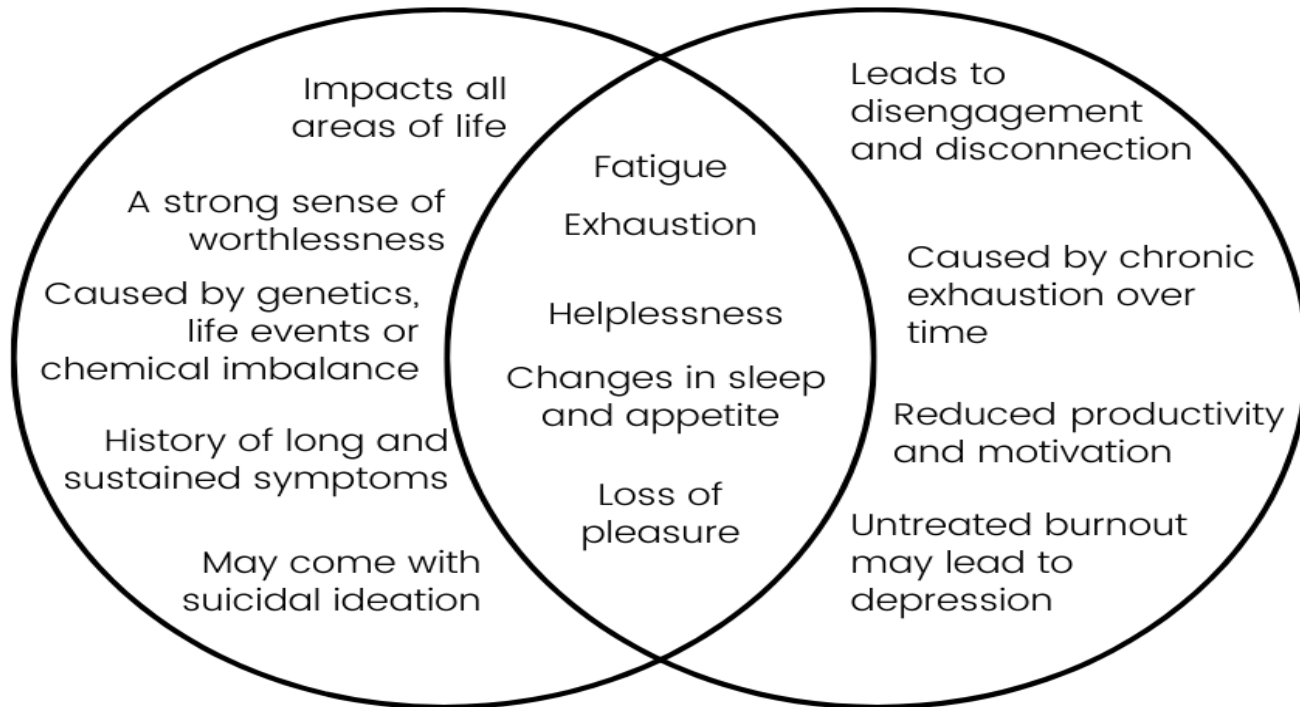 Impacts all
areas of life
A strong sense of
worthlessness
Caused by genetics,
life events or
chemical imbalance
History of long and
sustained symptoms
May come with
suicidal ideation
Fatigue
Exhaustion
Helplessness
Changes in sleep
and appetite
Loss of
pleasure
Leads to
disengagement
and disconnection
Caused by chronic
exhaustion over
time
Reduced productivity
and motivation
Untreated burnout
may lead to
depression